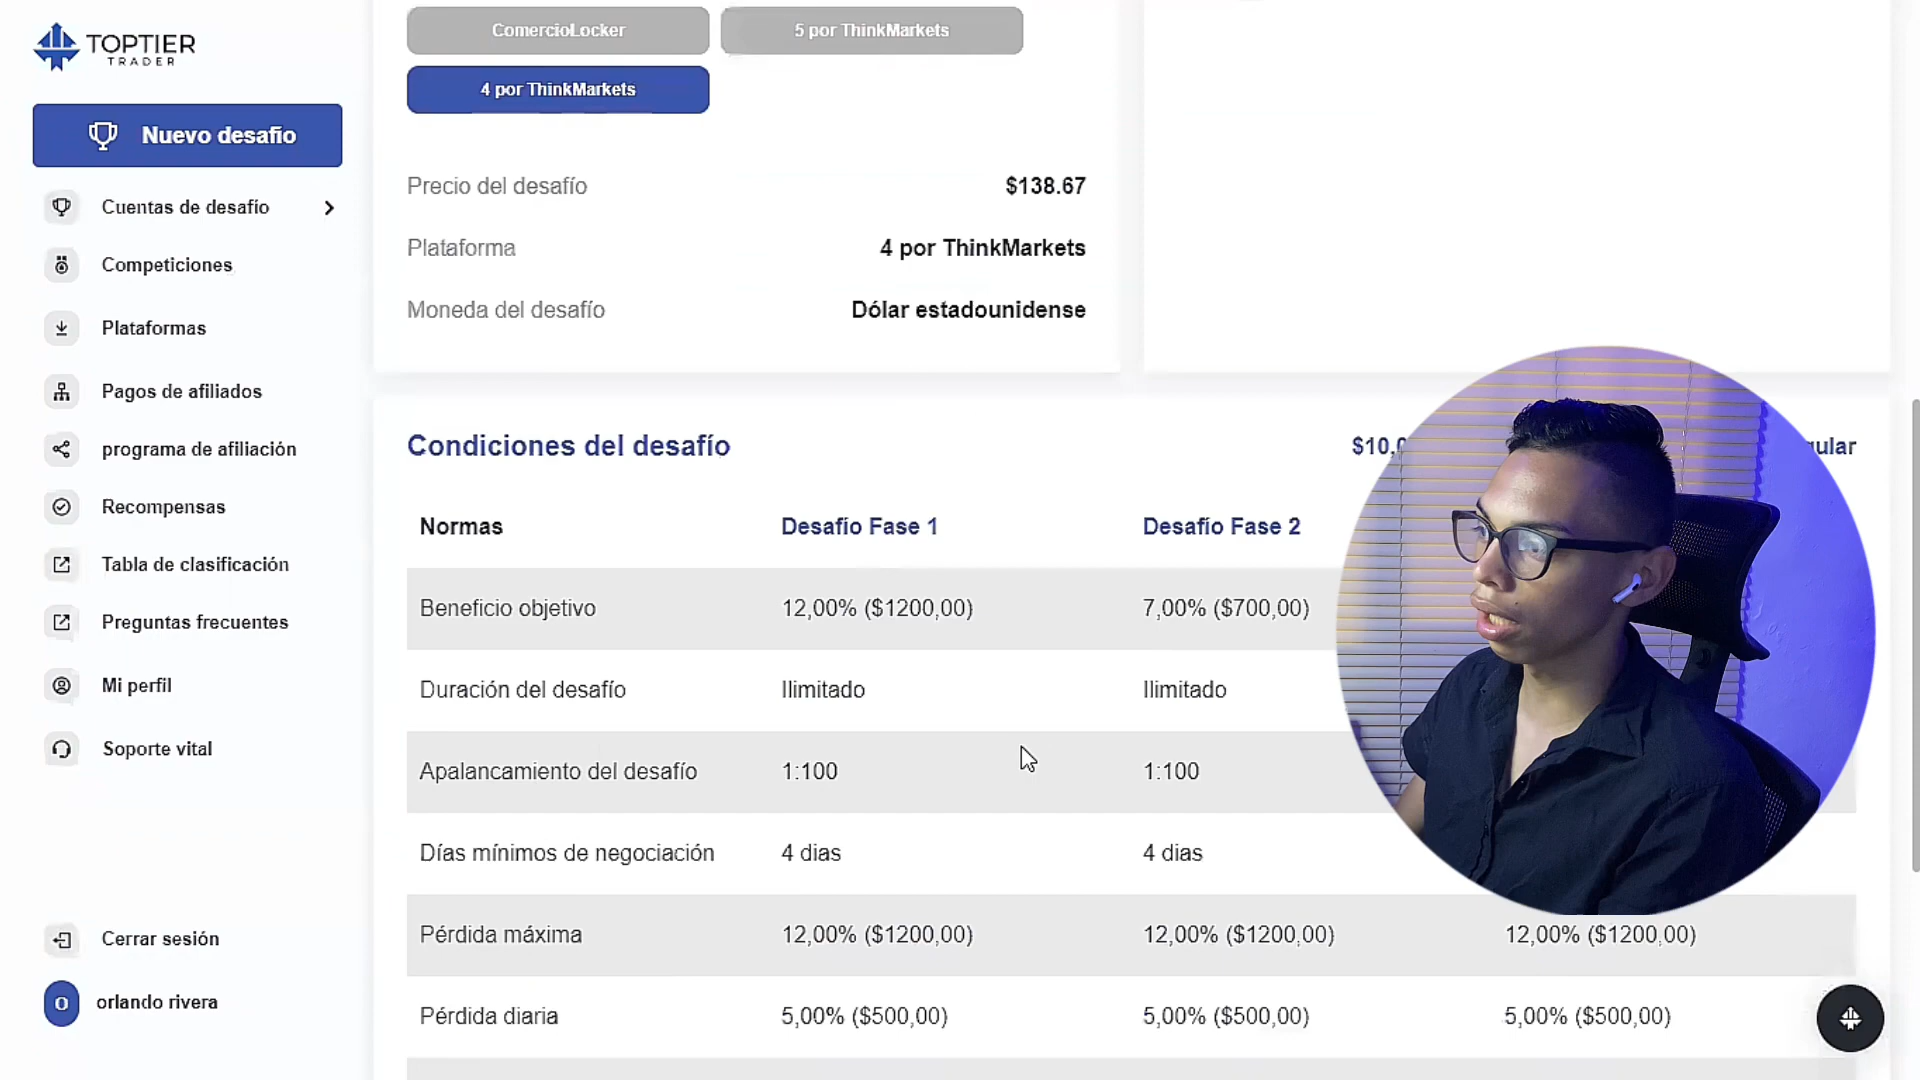 TOPTIER
TRADER
Nuevo desafío
Cuentas de desafío
Competiciones
Plataformas
Pagos de afiliados
programa de afiliación
Recompensas
Tabla de clasificación
Preguntas frecuentes
Mi perfil
Soporte vital
Cerrar sesión
O
orlando rivera
ComercioLocker
5 por ThinkMarkets
4 por ThinkMarkets
Precio del desafío $138.67
Plataforma 4 por ThinkMarkets
Moneda del desafío Dólar estadounidense
Condiciones del desafío
Normas Desafío Fase 1 Desafío Fase 2
Beneficio objetivo 12,00% ($1200,00) 7,00% ($700,00)
Duración del desafío Ilimitado Ilimitado
Apalancamiento del desafío 1:100 1:100
Días mínimos de negociación 4 dias 4 dias
Pérdida máxima 12,00% ($1200,00) 12,00% ($1200,00) 12,00% ($1200,00)
Pérdida diaria 5,00% ($500,00) 5,00% ($500,00) 5,00% ($500,00)